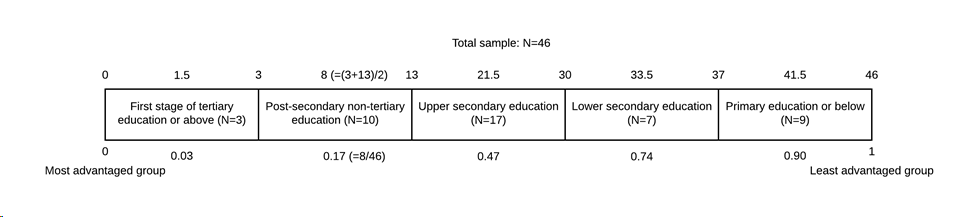 Total sample: N=46
0 1.5 3 8 (=(3+13)/2) 13 21.5 30 33.5 37 41.5 46
First stage of tertiary
education or above (N=3)
Post-secondary non-tertiary
education (N=10)
Upper secondary education
(N=17)
Lower secondary education
(N=7)
Primary education or below
(N=9)
0 0.03 0.17 (=8/46) 0.47 0.74 0.90 1
Most advantaged group Least advantaged group